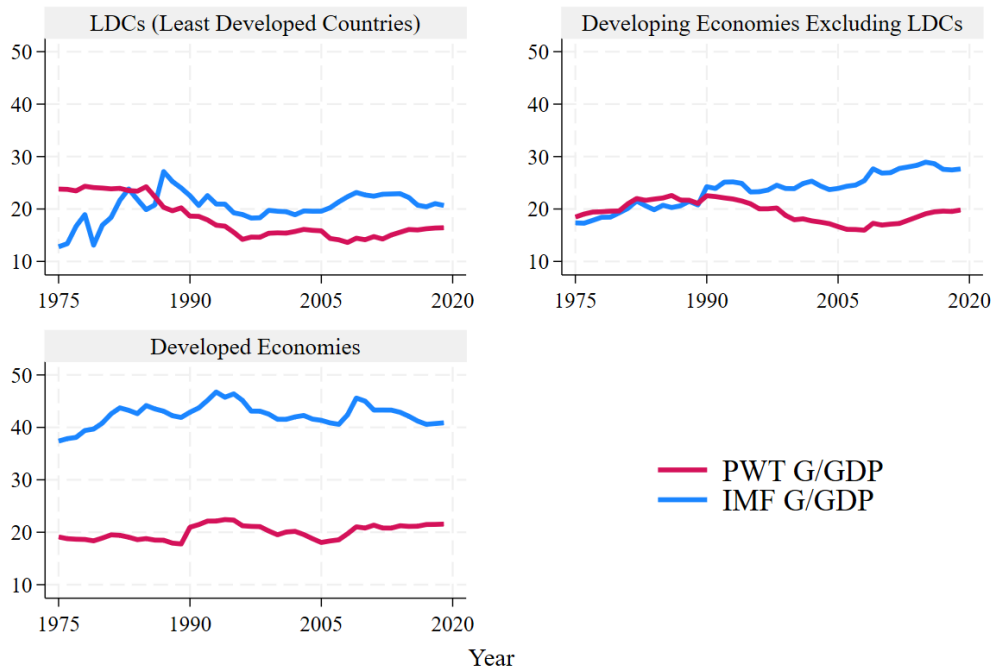 LDCs (Least Developed Countries)
50
40
30
20
10
1975 1990 2005 2020
Developing Economies Excluding LDCs
50
40
30
20
10
1975 1990 2005 2020
Developed Economies
50
40
30
20
10
1975 1990 2005 2020
PWT G/GDP
IMF G/GDP
Year